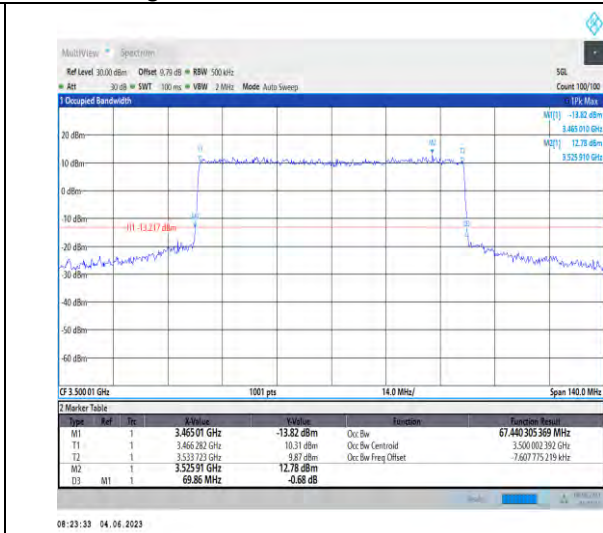 MultiView Spectrum
Ref Level 30.00 dBm Offset 9.79 dB RBW 500 kHz SGL
Att 30 dB SWT 100 ms VBW 2 MHz Mode Auto Sweep Count 100/100
1 Occupied Bandwidth 1Pk Max
M1[1] -13.82 dBm
3.465 010 GHz
M2[1] 12.78 dBm
3.525 910 GHz
20 dBm
T1 M2 T2
10 dBm
0 dBm
-10 dBm
M1
H1 -13.217 dBm
D3
-20 dBm
-30 dBm
-40 dBm
-50 dBm
-60 dBm
CF 3.500 01 GHz 1001 pts 14.0 MHz/ Span 140.0 MHz
2 Marker Table
Type Ref Trc X-Value Y-Value Function Function Result
M1 1 3.465 01 GHz -13.82 dBm Occ Bw 67.440 305 369 MHz
T1 1 3.466 282 GHz 10.31 dBm Occ Bw Centroid 3.500 002 392 GHz
T2 1 3.533 723 GHz 9.87 dBm Occ Bw Freq Offset -7.607 775 219 kHz
M2 1 3.525 91 GHz 12.78 dBm
D3 M1 1 69.86 MHz -0.68 dB
08:23:33 04.06.2023